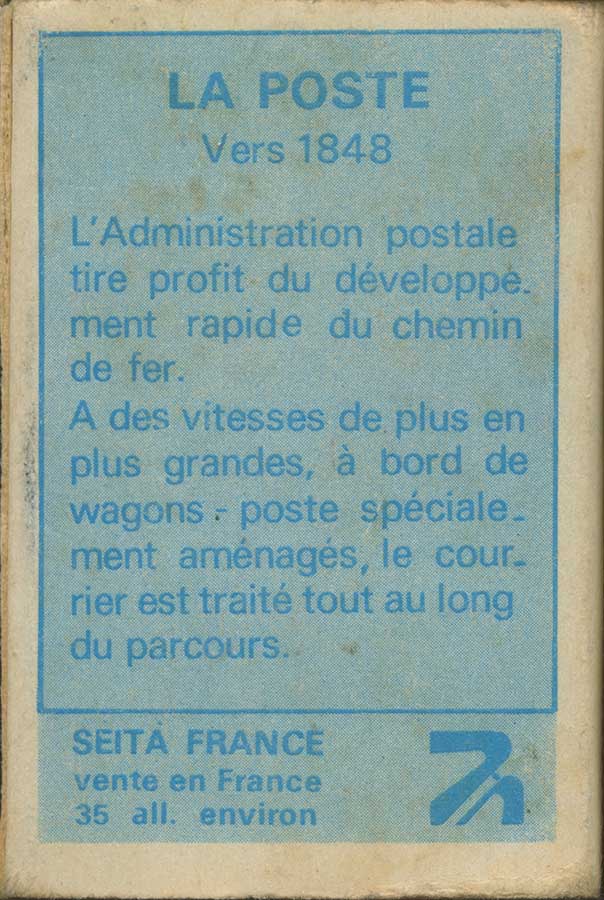 LA POSTE
Vers 1848
L'Administration postale
tire profit du développe-
ment rapide du chemin
de fer.
A des vitesses de plus en
plus grandes, à bord de
wagons - poste spéciale-
ment aménagés, le cour-
rier est traité tout au long
du parcours.
SEITA FRANCE
vente en France
35 all. environ